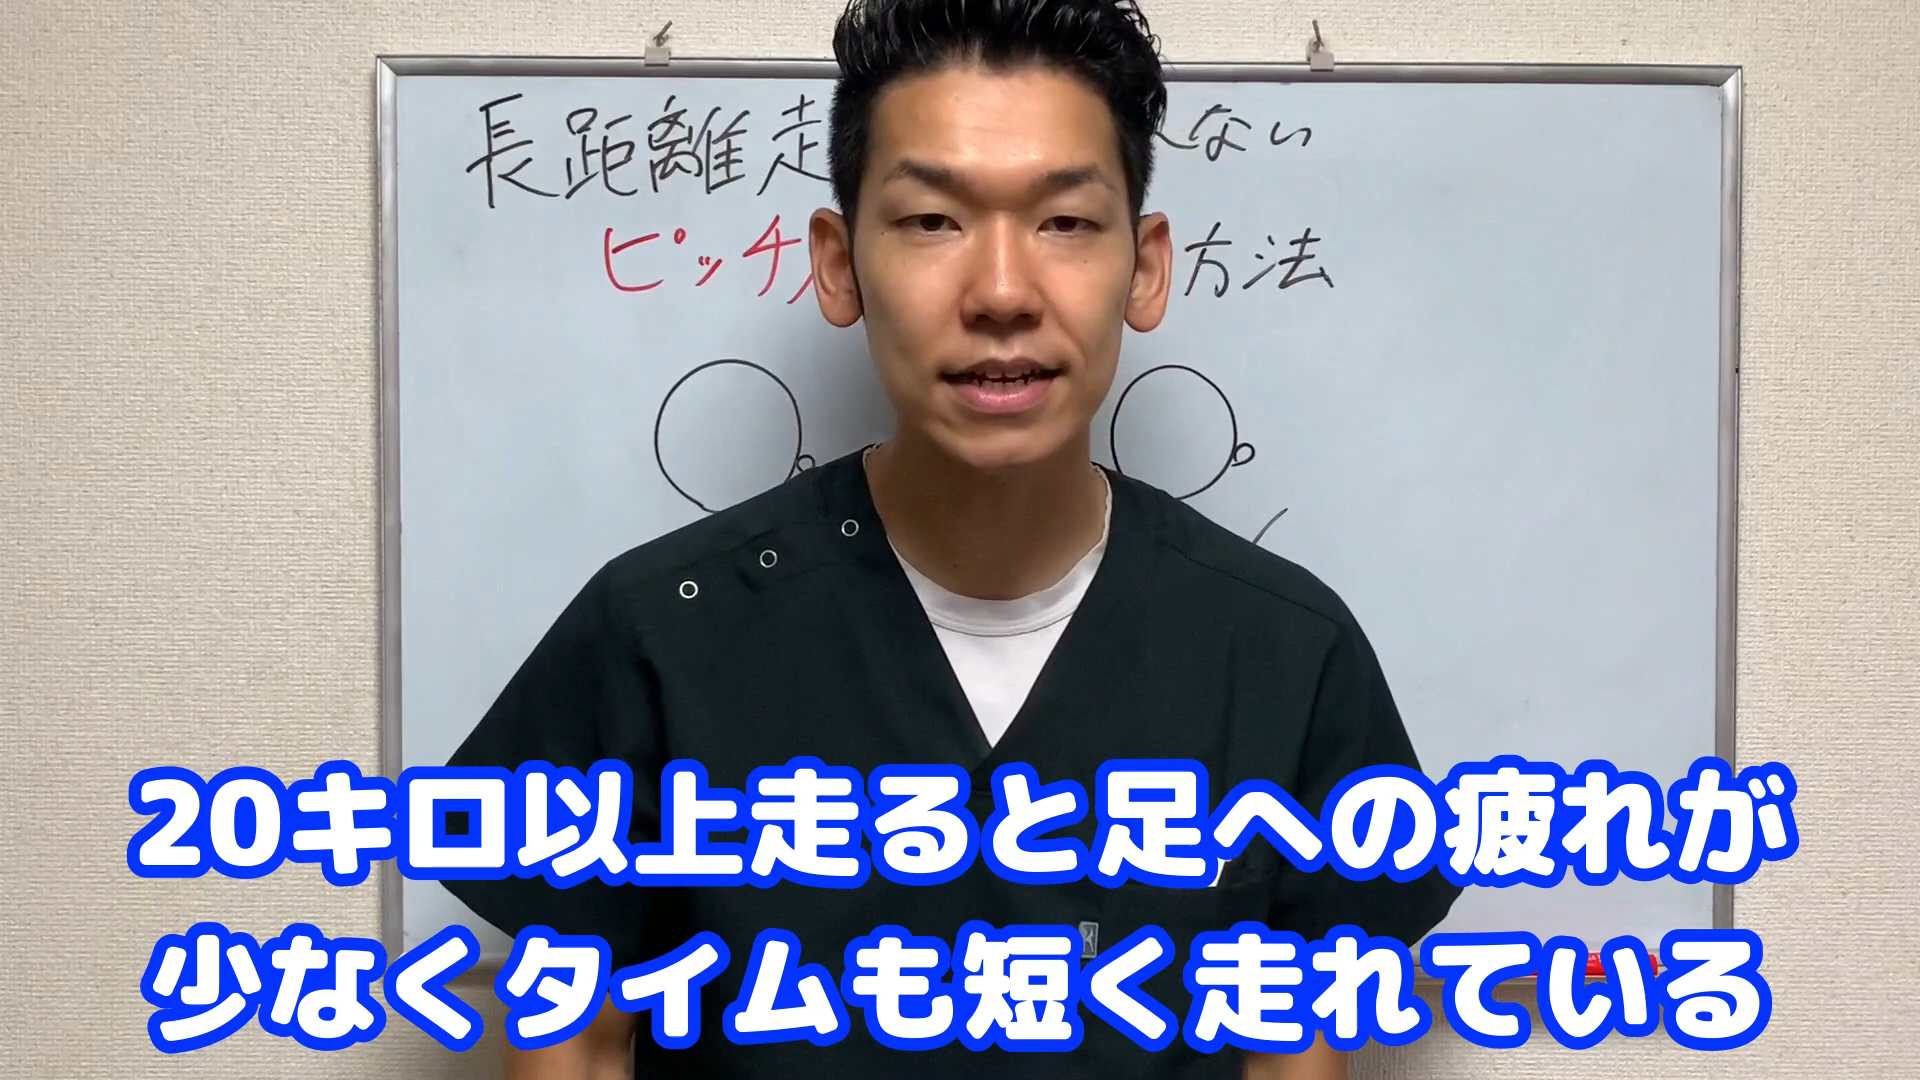 長距離走 ない
ピッチ 方法
20キロ以上走ると足への疲れが
少なくタイムも短く走れている